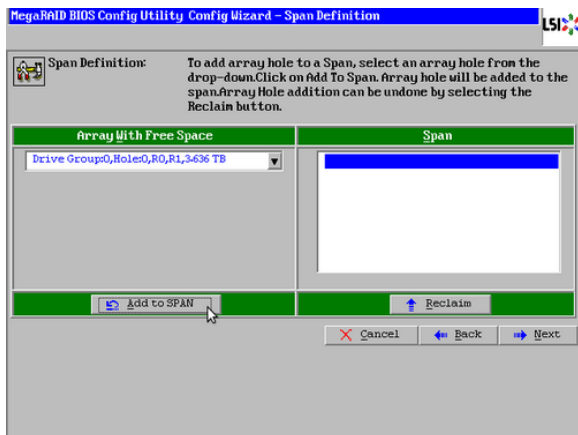 MegaRAID BIOS Config Utility Config Wizard – Span Definition
LSI
Span Definition:
To add array hole to a Span, select an array hole from the
drop-down.Click on Add To Span. Array hole will be added to the
span.Array Hole addition can be undone by selecting the
Reclaim button.
Array With Free Space
Span
Drive Group:0,Hole:0,R0,R1,3.636 TB
Add to SPAN
Reclaim
Cancel
Back
Next